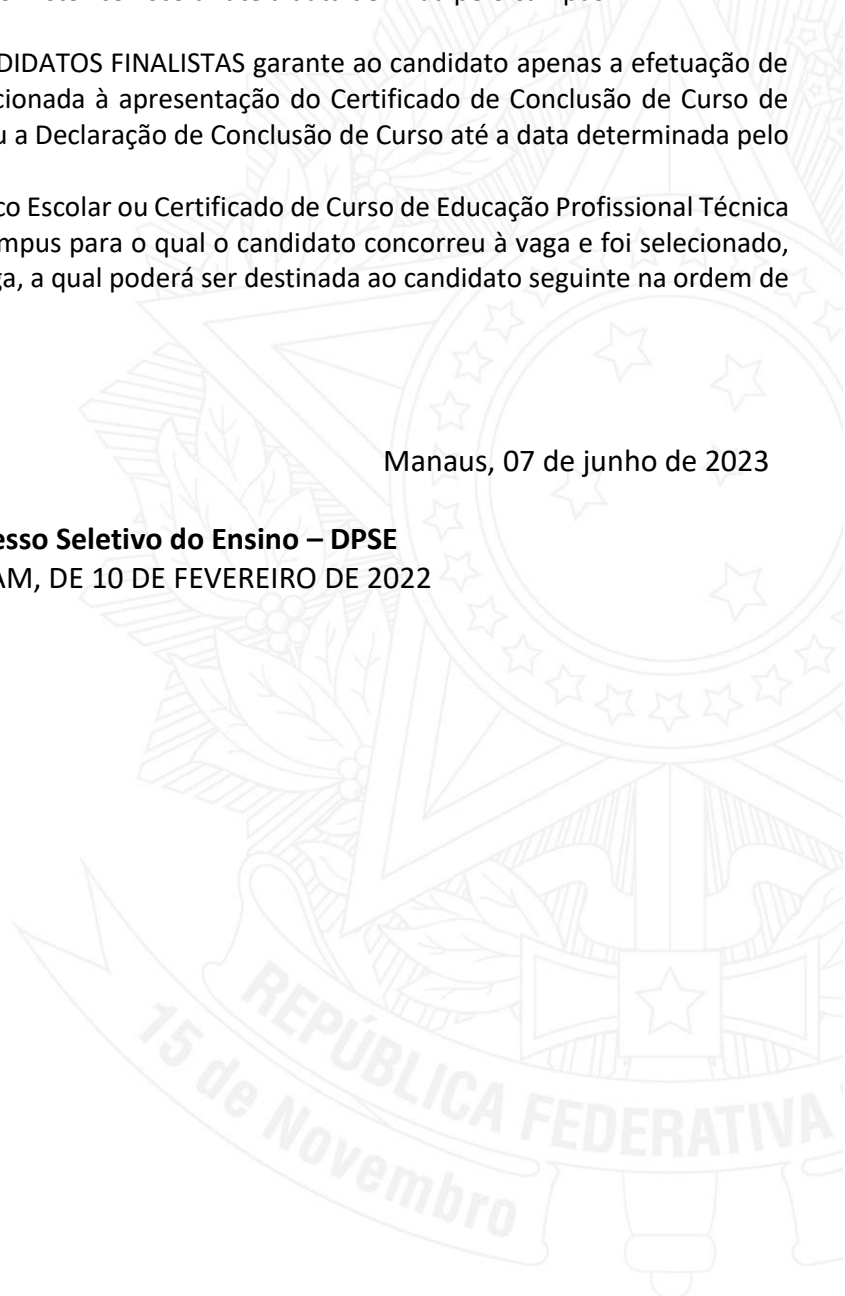 DIDATOS FINALISTAS garante ao candidato apenas a efetuação de
cionada à apresentação do Certificado de Conclusão de Curso de
u a Declaração de Conclusão de Curso até a data determinada pelo
co Escolar ou Certificado de Curso de Educação Profissional Técnica
mpus para o qual o candidato concorreu à vaga e foi selecionado,
ga, a qual poderá ser destinada ao candidato seguinte na ordem de
Manaus, 07 de junho de 2023
esso Seletivo do Ensino – DPSE
AM, DE 10 DE FEVEREIRO DE 2022
REPÚBLICA FEDERATIVA
15 de Novembro